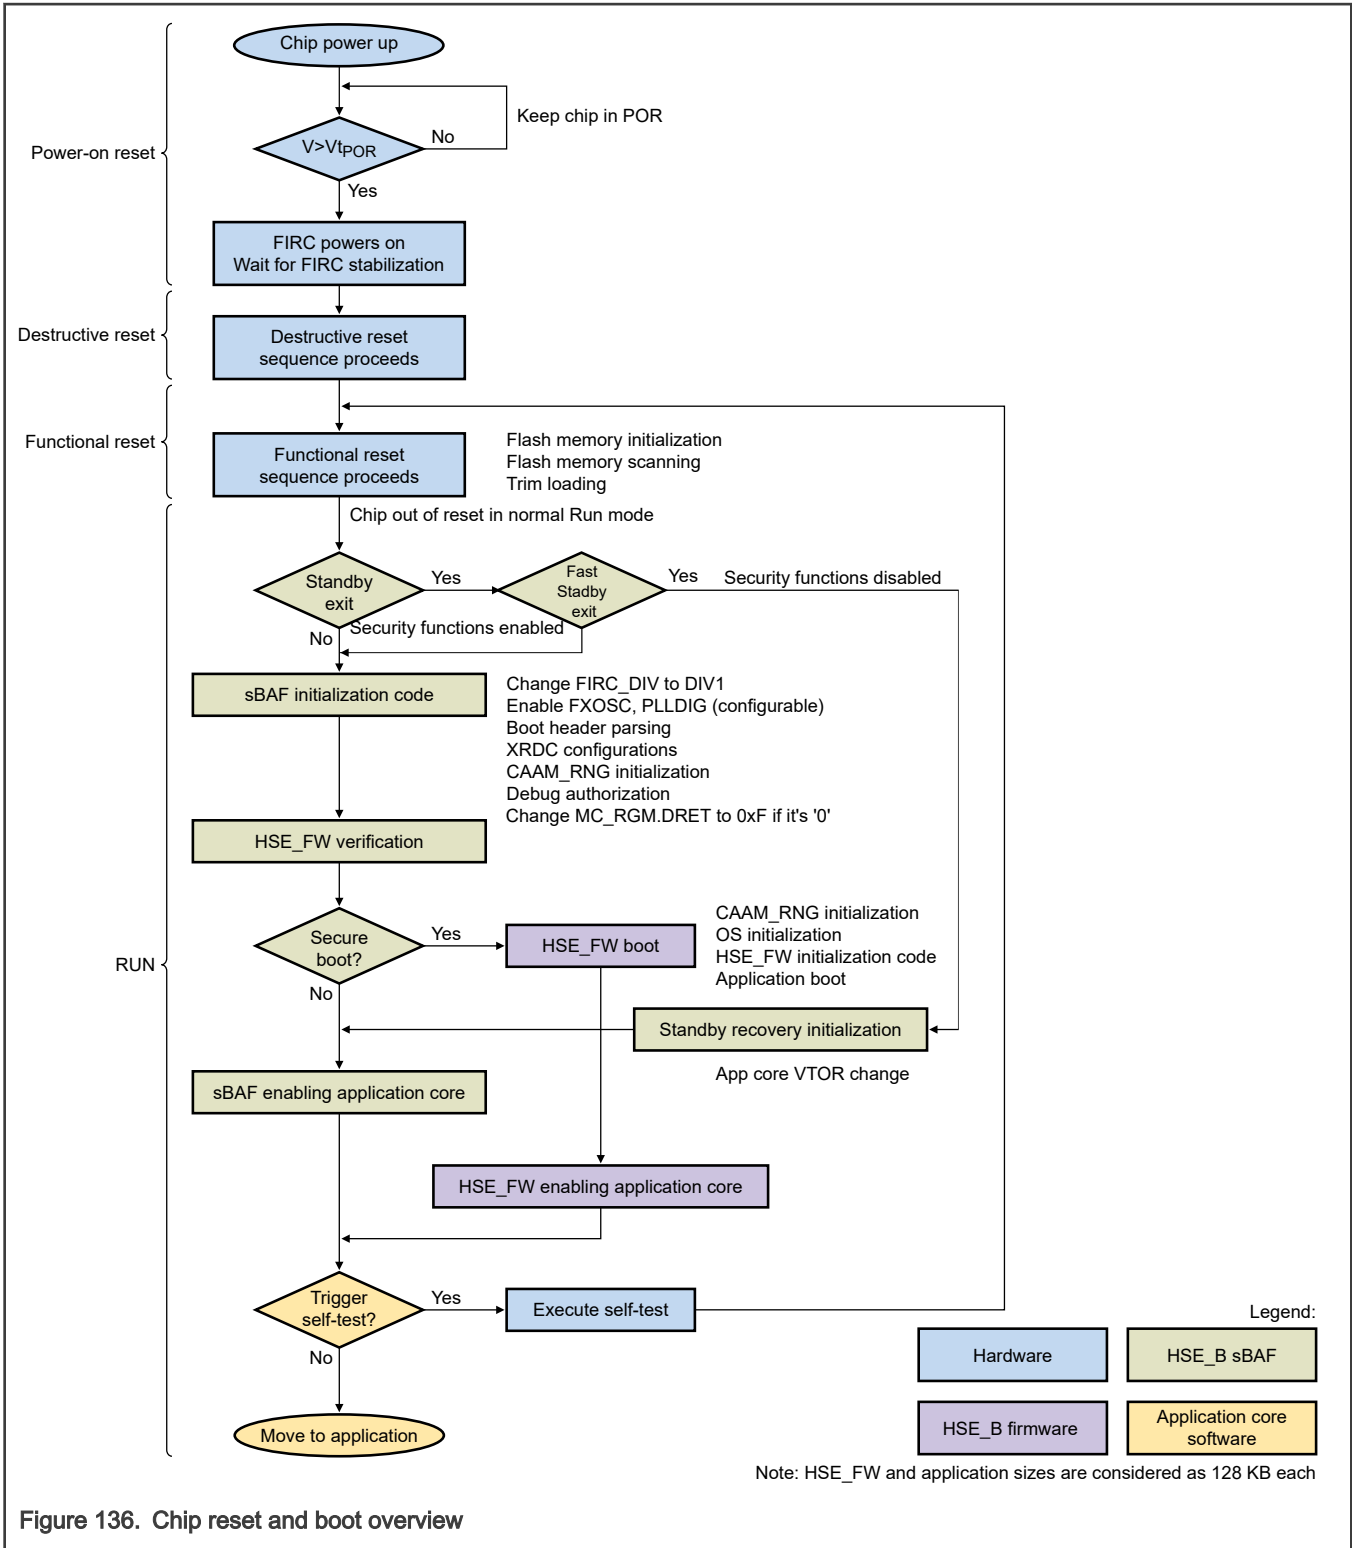 Chip power up
Keep chip in POR
V>VtPOR
No
Power-on reset
Yes
FIRC powers on
Wait for FIRC stabilization
Destructive reset
Destructive reset
sequence proceeds
Functional reset
Functional reset
sequence proceeds
Flash memory initialization
Flash memory scanning
Trim loading
Chip out of reset in normal Run mode
Standby
exit
Yes
Fast
Stadby
exit
Yes
Security functions disabled
Security functions enabled
No
sBAF initialization code
Change FIRC_DIV to DIV1
Enable FXOSC, PLLDIG (configurable)
Boot header parsing
XRDC configurations
CAAM_RNG initialization
Debug authorization
Change MC_RGM.DRET to 0xF if it's '0'
HSE_FW verification
Secure
boot?
Yes
HSE_FW boot
CAAM_RNG initialization
OS initialization
HSE_FW initialization code
Application boot
RUN
No
Standby recovery initialization
App core VTOR change
sBAF enabling application core
HSE_FW enabling application core
Trigger
self-test?
Yes
Execute self-test
No
Move to application
Legend:
Hardware
HSE_B sBAF
HSE_B firmware
Application core
software
Note: HSE_FW and application sizes are considered as 128 KB each
Figure 136. Chip reset and boot overview